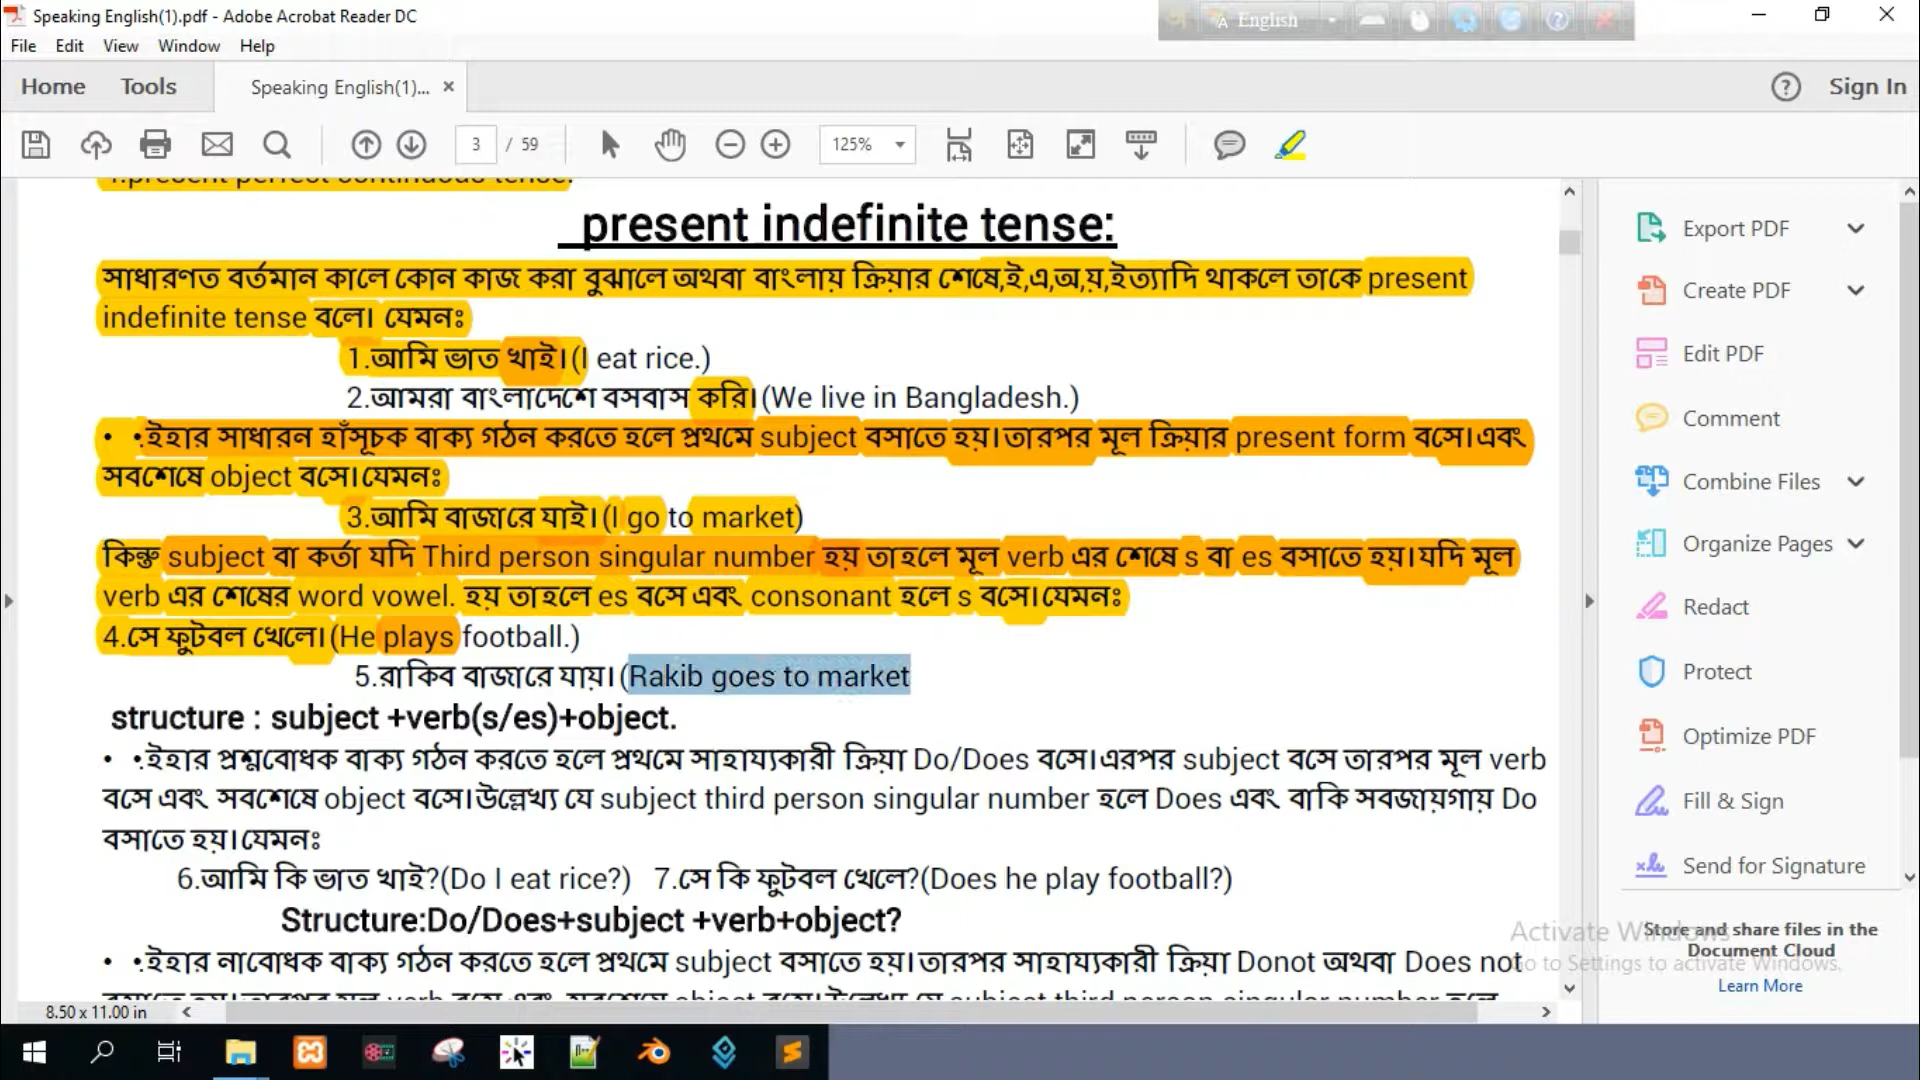 Speaking English(1).pdf - Adobe Acrobat Reader DC
English
File Edit View Window Help
Home Tools Speaking English(1)... × Sign In
3 / 59 125%
present perfect continuous tense.
present indefinite tense:
সাধারণত বর্তমান কালে কোন কাজ করা বুঝালে অথবা বাংলায় ক্রিয়ার শেষে,ই,এ,অ,য়,ইত্যাদি থাকলে তাকে present
indefinite tense বলে। যেমনঃ
1.আমি ভাত খাই।(I eat rice.)
2.আমরা বাংলাদেশে বসবাস করি।(We live in Bangladesh.)
• •.ইহার সাধারন হাঁসূচক বাক্য গঠন করতে হলে প্রথমে subject বসাতে হয়।তারপর মূল ক্রিয়ার present form বসে।এবং
সবশেষে object বসে।যেমনঃ
3.আমি বাজারে যাই।(I go to market)
কিন্তু subject বা কর্তা যদি Third person singular number হয় তাহলে মূল verb এর শেষে s বা es বসাতে হয়।যদি মূল
verb এর শেষের word vowel. হয় তাহলে es বসে এবং consonant হলে s বসে।যেমনঃ
4.সে ফুটবল খেলে।(He plays football.)
5.রাকিব বাজারে যায়।(Rakib goes to market
structure : subject +verb(s/es)+object.
• •.ইহার প্রশ্নবোধক বাক্য গঠন করতে হলে প্রথমে সাহায্যকারী ক্রিয়া Do/Does বসে।এরপর subject বসে তারপর মূল verb
বসে এবং সবশেষে object বসে।উল্লেখ্য যে subject third person singular number হলে Does এবং বাকি সবজায়গায় Do
বসাতে হয়।যেমনঃ
6.আমি কি ভাত খাই?(Do I eat rice?) 7.সে কি ফুটবল খেলে?(Does he play football?)
Structure:Do/Does+subject +verb+object?
• •.ইহার নাবোধক বাক্য গঠন করতে হলে প্রথমে subject বসাতে হয়।তারপর সাহায্যকারী ক্রিয়া Donot অথবা Does not
8.50 x 11.00 in
Export PDF
Create PDF
Edit PDF
Comment
Combine Files
Organize Pages
Redact
Protect
Optimize PDF
Fill & Sign
Send for Signature
Activate Windows
Go to Settings to activate Windows.
Store and share files in the
Document Cloud
Learn More